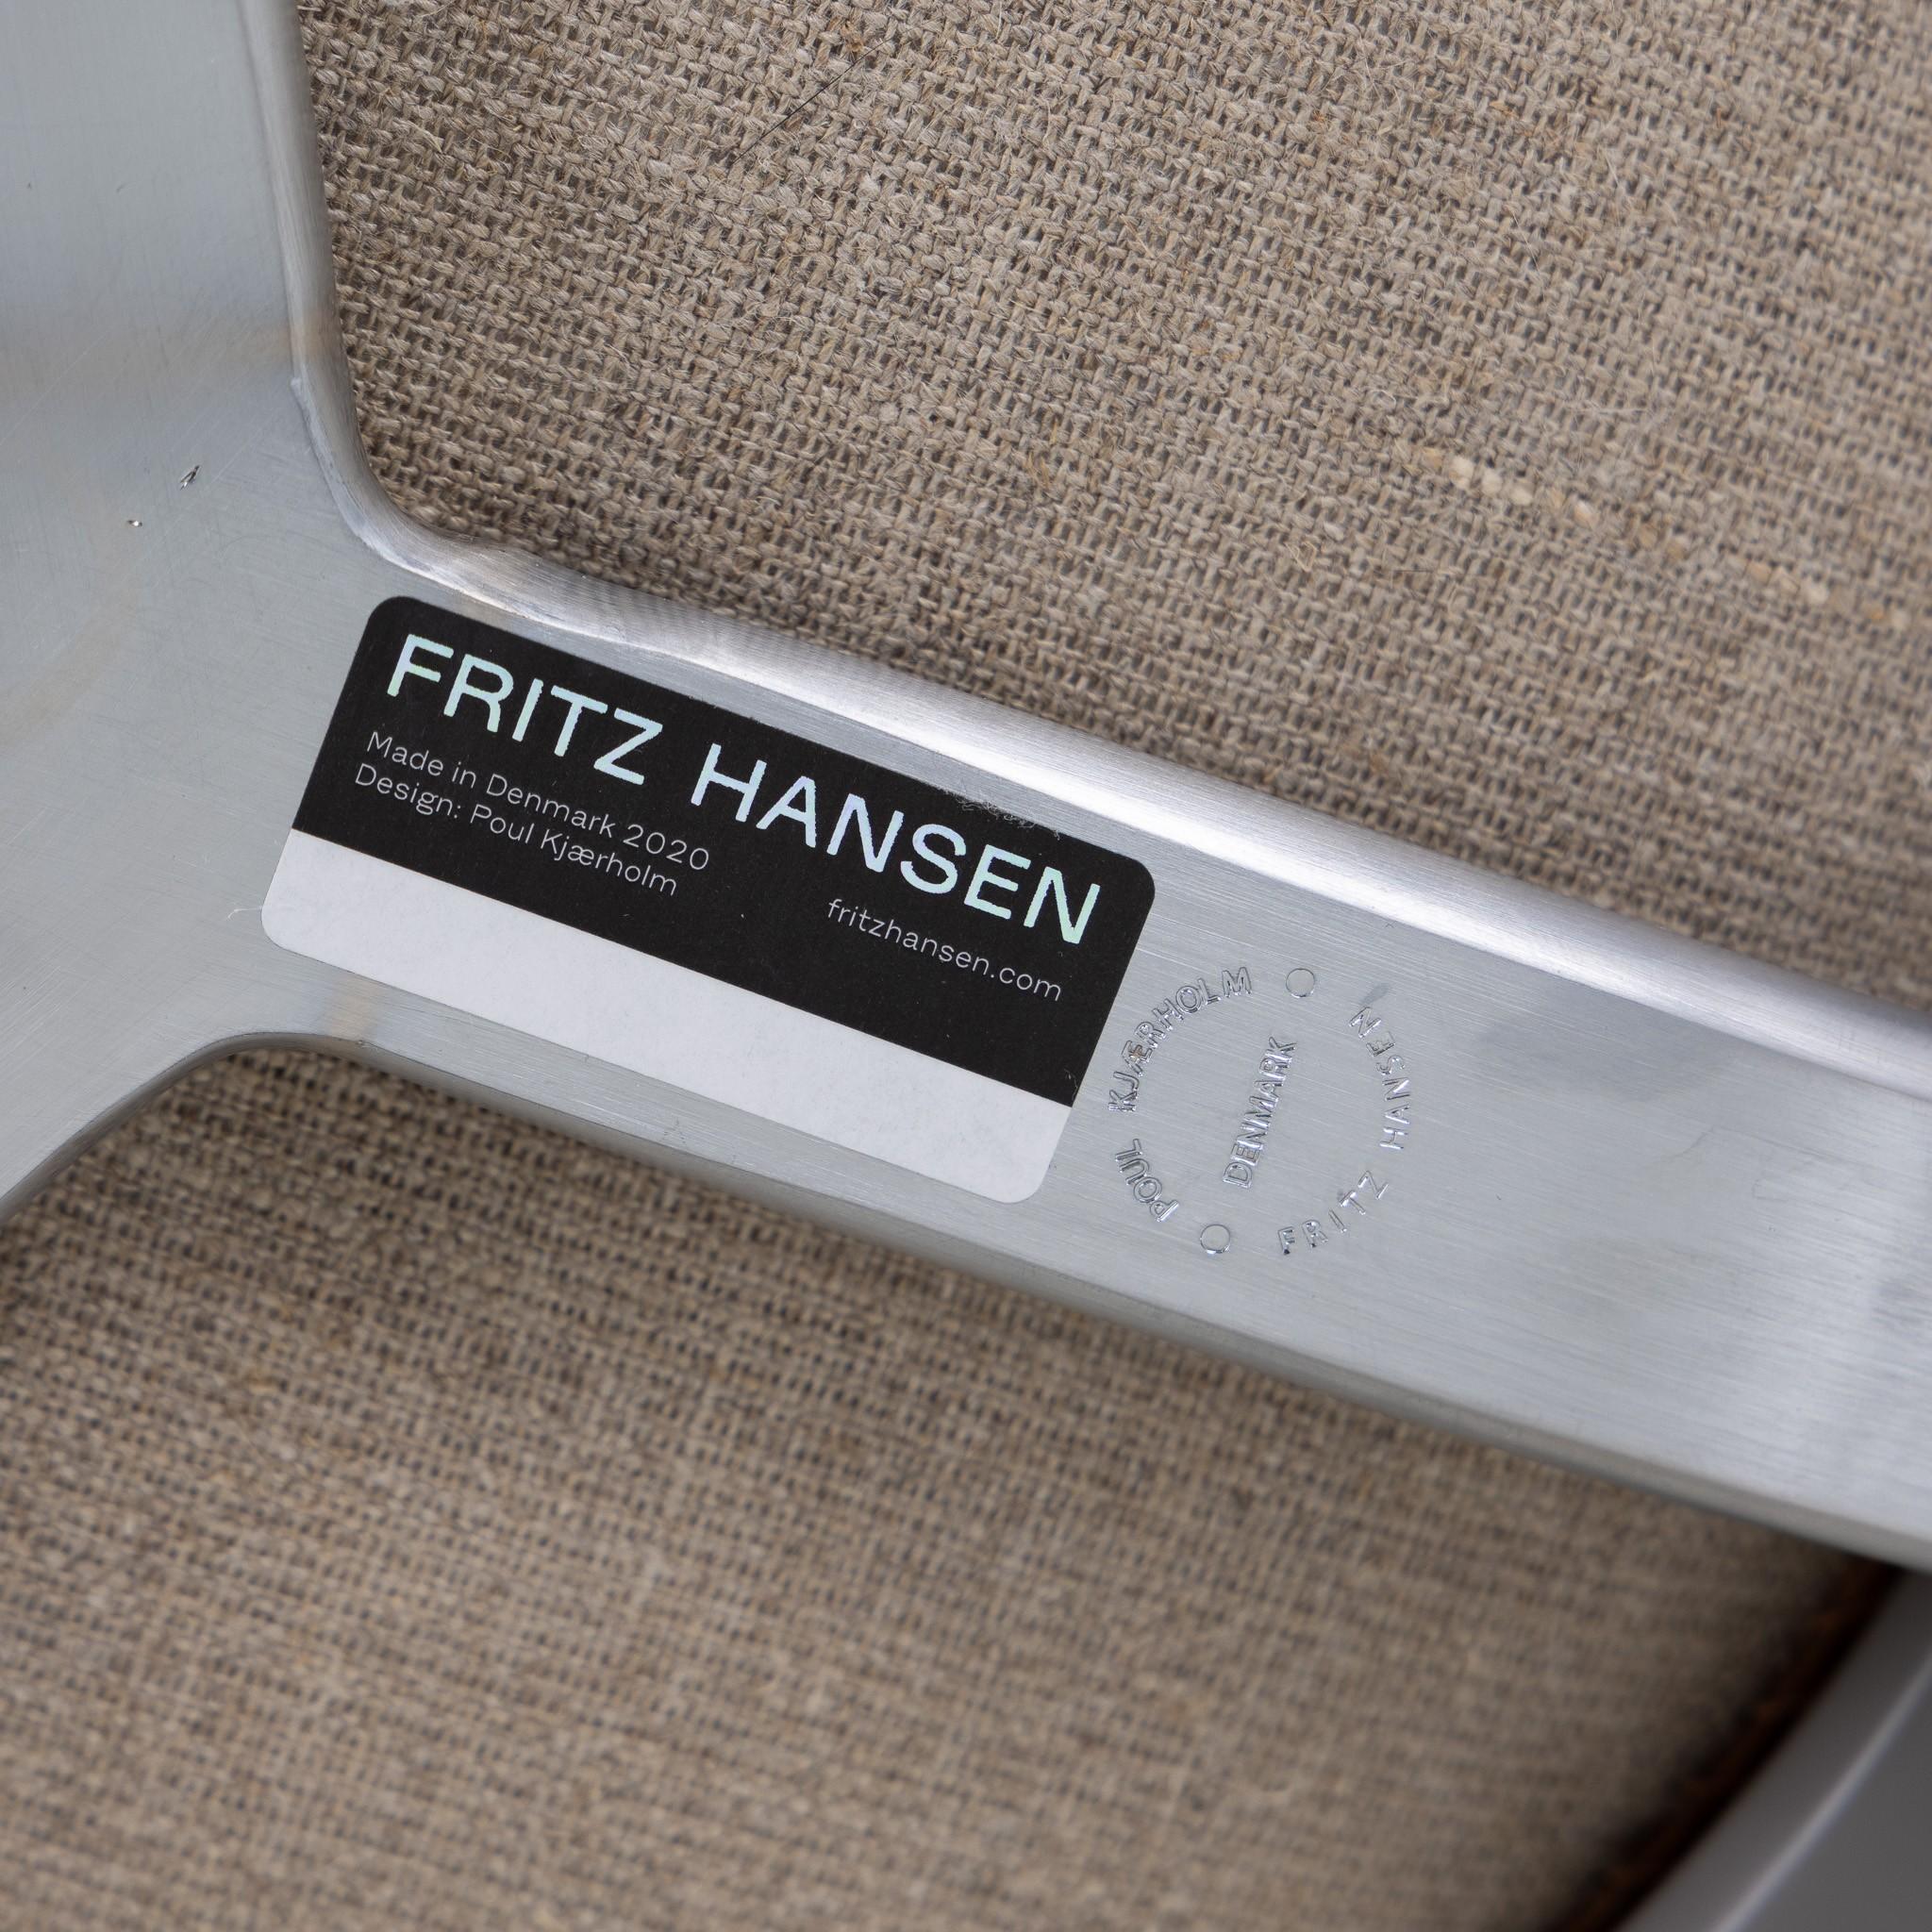 FRITZ HANSEN
Made in Denmark 2020
Design: Poul Kjærholm
fritzhansen.com
POUL KJÆRHOLM
DENMARK
FRITZ HANSEN